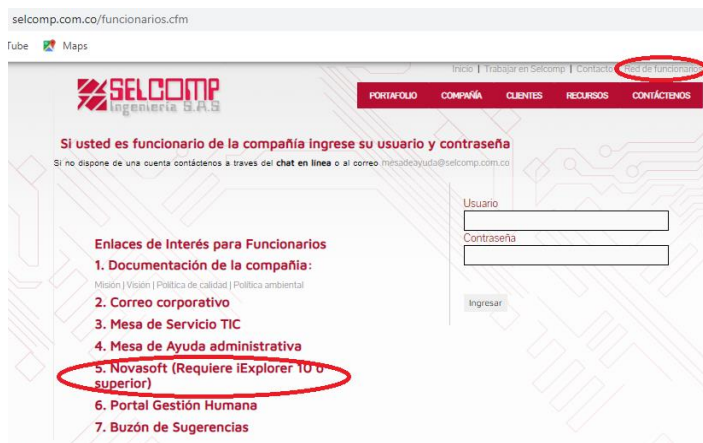 selcomp.com.co/funcionarios.cfm
Tube Maps
Inicio | Trabajar en Selcomp | Contacto | Red de funcionarios
SELCOMP
Ingeniería S.A.S
PORTAFOLIO COMPAÑÍA CLIENTES RECURSOS CONTÁCTENOS
Si usted es funcionario de la compañía ingrese su usuario y contraseña
Si no dispone de una cuenta contáctenos a traves del chat en linea o al correo mesadeayuda@selcomp.com.co
Usuario
Contraseña
Ingresar
Enlaces de Interés para Funcionarios
1. Documentación de la compañia:
Misión | Visión | Política de calidad | Política ambiental
2. Correo corporativo
3. Mesa de Servicio TIC
4. Mesa de Ayuda administrativa
5. Novasoft (Requiere iExplorer 10 o
superior)
6. Portal Gestión Humana
7. Buzón de Sugerencias